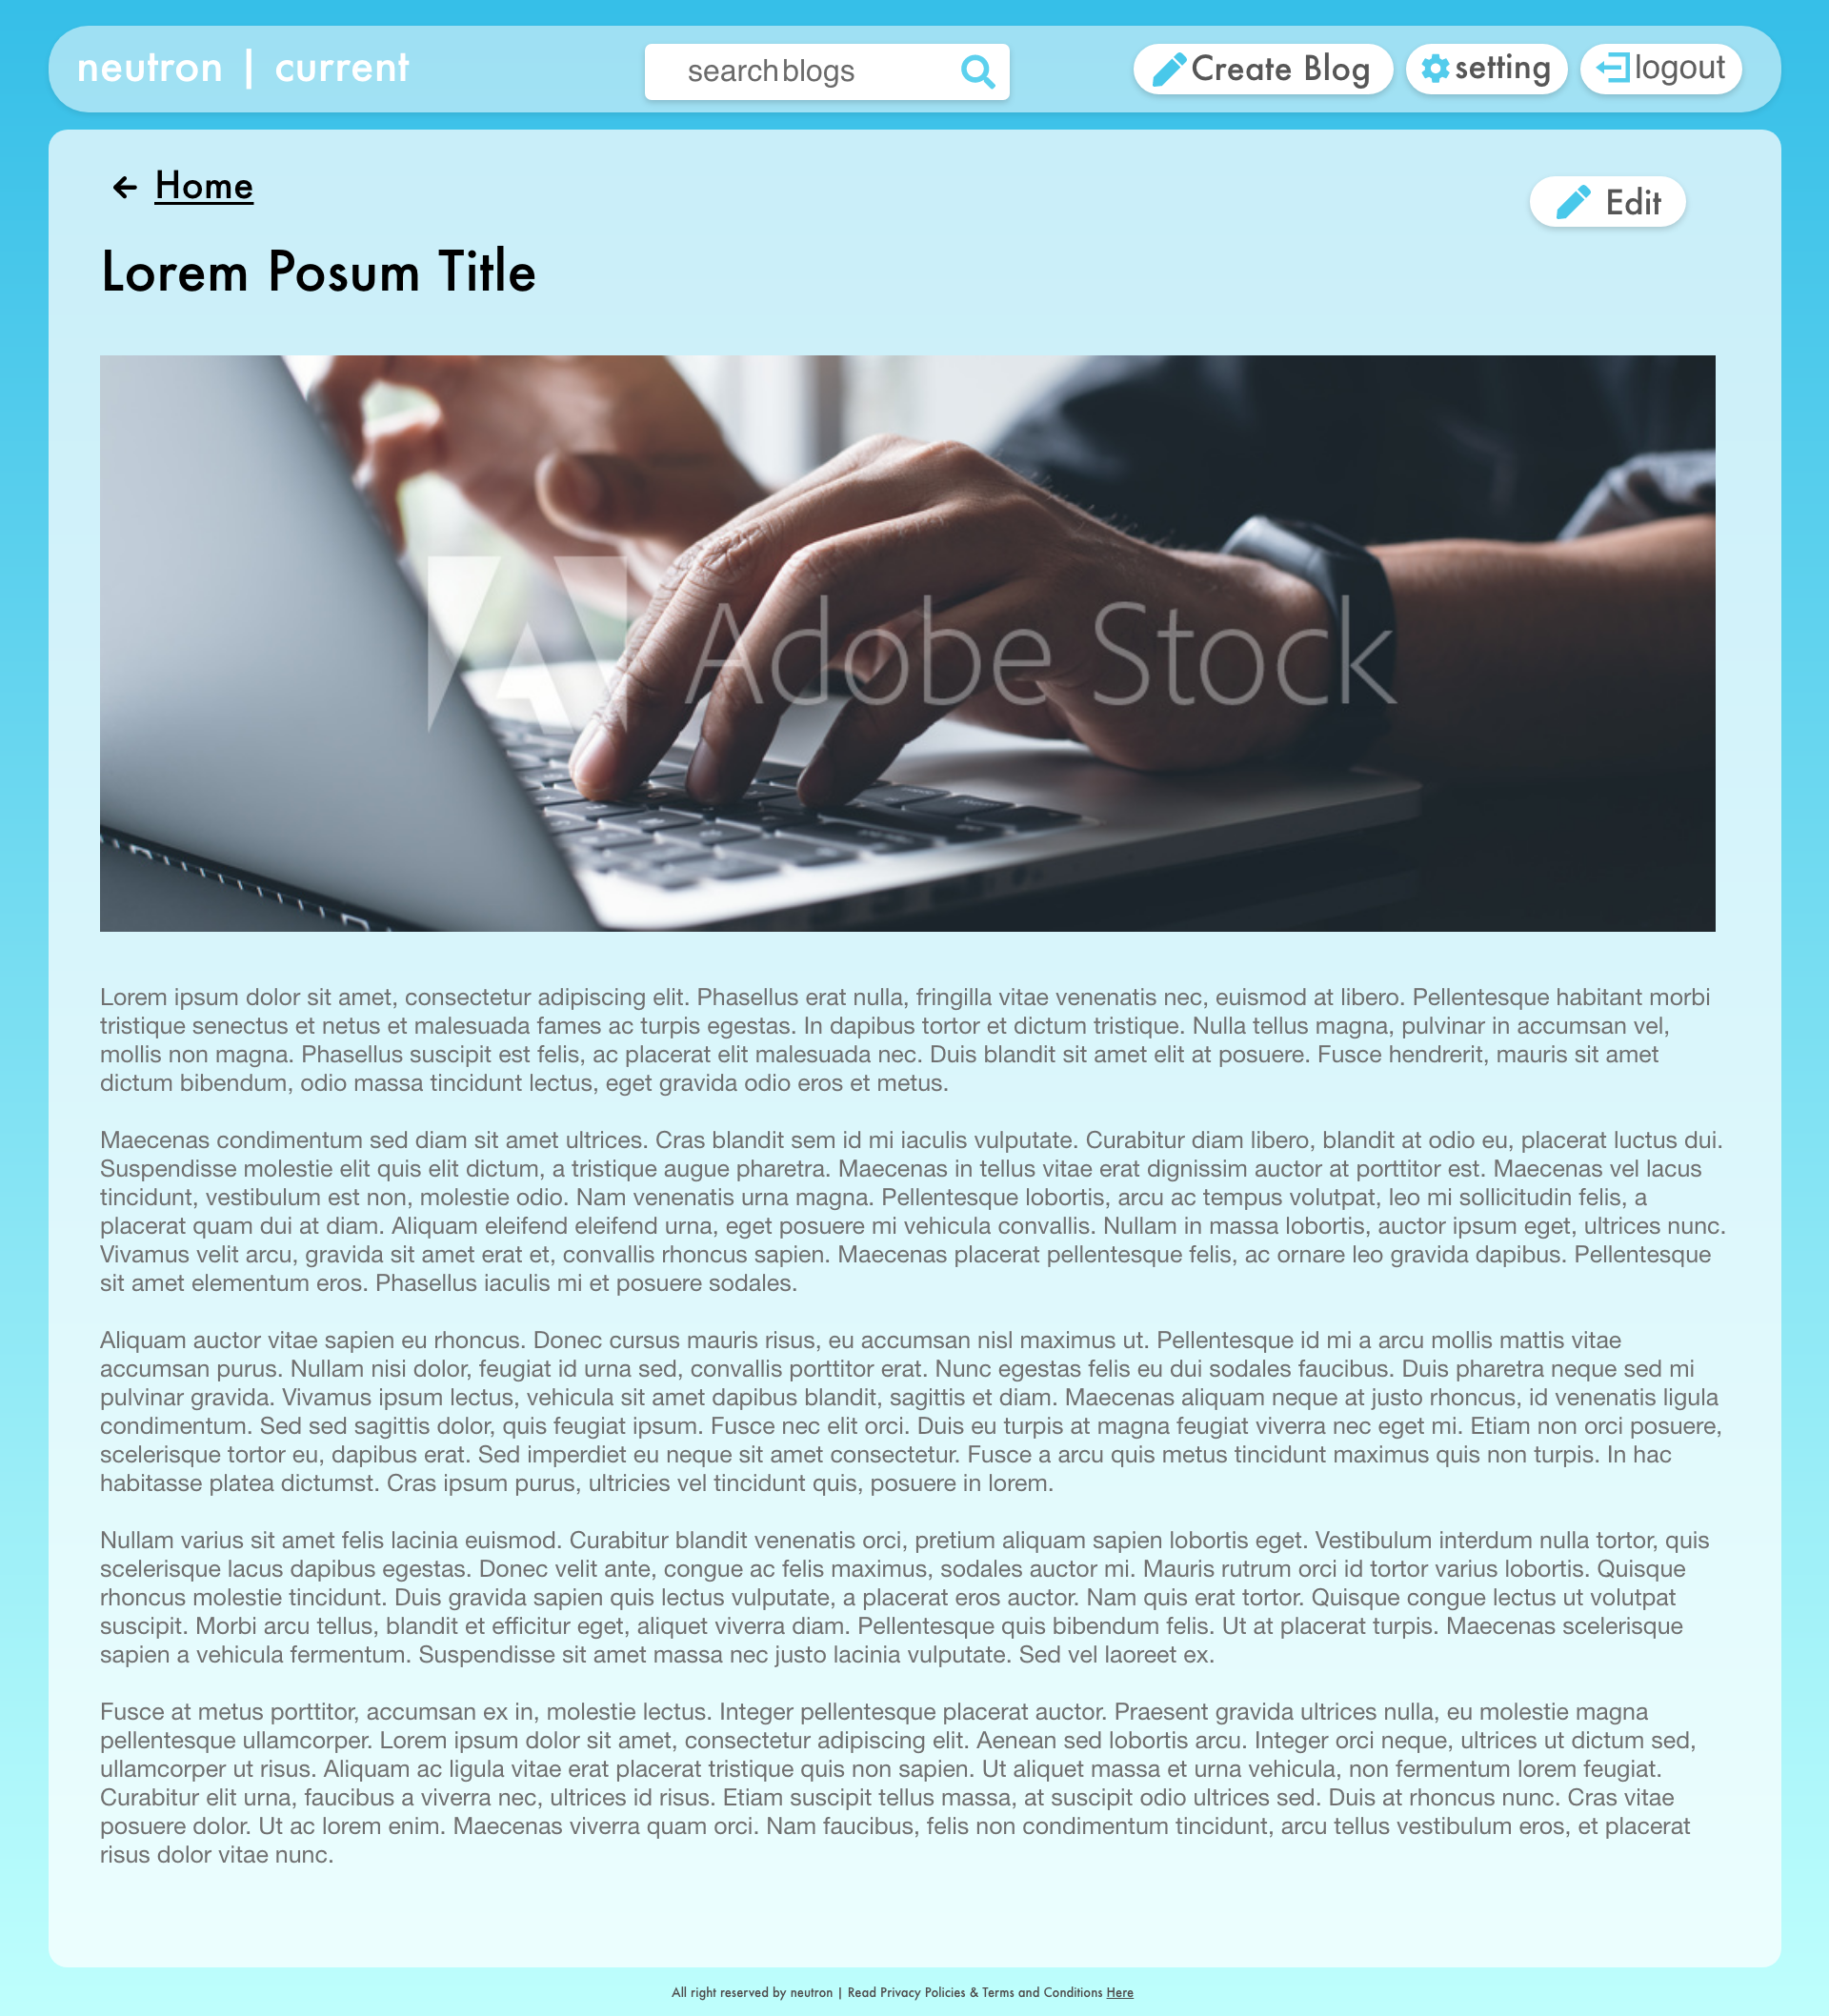 neutron | current
search blogs
Create Blog
setting
logout
Home
Edit
Lorem Posum Title
Adobe Stock
Lorem ipsum dolor sit amet, consectetur adipiscing elit. Phasellus erat nulla, fringilla vitae venenatis nec, euismod at libero. Pellentesque habitant morbi
tristique senectus et netus et malesuada fames ac turpis egestas. In dapibus tortor et dictum tristique. Nulla tellus magna, pulvinar in accumsan vel,
mollis non magna. Phasellus suscipit est felis, ac placerat elit malesuada nec. Duis blandit sit amet elit at posuere. Fusce hendrerit, mauris sit amet
dictum bibendum, odio massa tincidunt lectus, eget gravida odio eros et metus.
Maecenas condimentum sed diam sit amet ultrices. Cras blandit sem id mi iaculis vulputate. Curabitur diam libero, blandit at odio eu, placerat luctus dui.
Suspendisse molestie elit quis elit dictum, a tristique augue pharetra. Maecenas in tellus vitae erat dignissim auctor at porttitor est. Maecenas vel lacus
tincidunt, vestibulum est non, molestie odio. Nam venenatis urna magna. Pellentesque lobortis, arcu ac tempus volutpat, leo mi sollicitudin felis, a
placerat quam dui at diam. Aliquam eleifend eleifend urna, eget posuere mi vehicula convallis. Nullam in massa lobortis, auctor ipsum eget, ultrices nunc.
Vivamus velit arcu, gravida sit amet erat et, convallis rhoncus sapien. Maecenas placerat pellentesque felis, ac ornare leo gravida dapibus. Pellentesque
sit amet elementum eros. Phasellus iaculis mi et posuere sodales.
Aliquam auctor vitae sapien eu rhoncus. Donec cursus mauris risus, eu accumsan nisl maximus ut. Pellentesque id mi a arcu mollis mattis vitae
accumsan purus. Nullam nisi dolor, feugiat id urna sed, convallis porttitor erat. Nunc egestas felis eu dui sodales faucibus. Duis pharetra neque sed mi
pulvinar gravida. Vivamus ipsum lectus, vehicula sit amet dapibus blandit, sagittis et diam. Maecenas aliquam neque at justo rhoncus, id venenatis ligula
condimentum. Sed sed sagittis dolor, quis feugiat ipsum. Fusce nec elit orci. Duis eu turpis at magna feugiat viverra nec eget mi. Etiam non orci posuere,
scelerisque tortor eu, dapibus erat. Sed imperdiet eu neque sit amet consectetur. Fusce a arcu quis metus tincidunt maximus quis non turpis. In hac
habitasse platea dictumst. Cras ipsum purus, ultricies vel tincidunt quis, posuere in lorem.
Nullam varius sit amet felis lacinia euismod. Curabitur blandit venenatis orci, pretium aliquam sapien lobortis eget. Vestibulum interdum nulla tortor, quis
scelerisque lacus dapibus egestas. Donec velit ante, congue ac felis maximus, sodales auctor mi. Mauris rutrum orci id tortor varius lobortis. Quisque
rhoncus molestie tincidunt. Duis gravida sapien quis lectus vulputate, a placerat eros auctor. Nam quis erat tortor. Quisque congue lectus ut volutpat
suscipit. Morbi arcu tellus, blandit et efficitur eget, aliquet viverra diam. Pellentesque quis bibendum felis. Ut at placerat turpis. Maecenas scelerisque
sapien a vehicula fermentum. Suspendisse sit amet massa nec justo lacinia vulputate. Sed vel laoreet ex.
Fusce at metus porttitor, accumsan ex in, molestie lectus. Integer pellentesque placerat auctor. Praesent gravida ultrices nulla, eu molestie magna
pellentesque ullamcorper. Lorem ipsum dolor sit amet, consectetur adipiscing elit. Aenean sed lobortis arcu. Integer orci neque, ultrices ut dictum sed,
ullamcorper ut risus. Aliquam ac ligula vitae erat placerat tristique quis non sapien. Ut aliquet massa et urna vehicula, non fermentum lorem feugiat.
Curabitur elit urna, faucibus a viverra nec, ultrices id risus. Etiam suscipit tellus massa, at suscipit odio ultrices sed. Duis at rhoncus nunc. Cras vitae
posuere dolor. Ut ac lorem enim. Maecenas viverra quam orci. Nam faucibus, felis non condimentum tincidunt, arcu tellus vestibulum eros, et placerat
risus dolor vitae nunc.
All right reserved by neutron | Read Privacy Policies & Terms and Conditions Here